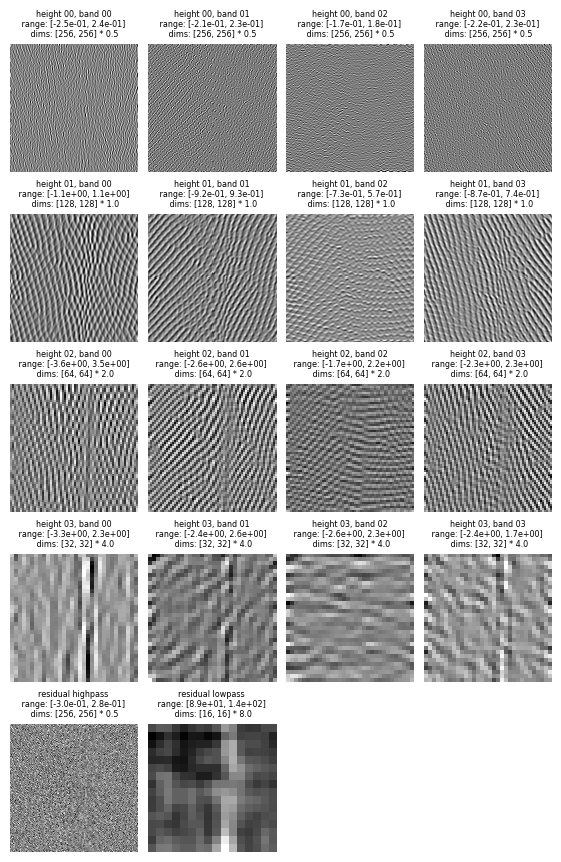 height 00, band 00
range: [-2.5e-01, 2.4e-01]
dims: [256, 256] * 0.5
height 00, band 01
range: [-2.1e-01, 2.3e-01]
dims: [256, 256] * 0.5
height 00, band 02
range: [-1.7e-01, 1.8e-01]
dims: [256, 256] * 0.5
height 00, band 03
range: [-2.2e-01, 2.3e-01]
dims: [256, 256] * 0.5
height 01, band 00
range: [-1.1e+00, 1.1e+00]
dims: [128, 128] * 1.0
height 01, band 01
range: [-9.2e-01, 9.3e-01]
dims: [128, 128] * 1.0
height 01, band 02
range: [-7.3e-01, 5.7e-01]
dims: [128, 128] * 1.0
height 01, band 03
range: [-8.7e-01, 7.4e-01]
dims: [128, 128] * 1.0
height 02, band 00
range: [-3.6e+00, 3.5e+00]
dims: [64, 64] * 2.0
height 02, band 01
range: [-2.6e+00, 2.6e+00]
dims: [64, 64] * 2.0
height 02, band 02
range: [-1.7e+00, 2.2e+00]
dims: [64, 64] * 2.0
height 02, band 03
range: [-2.3e+00, 2.3e+00]
dims: [64, 64] * 2.0
height 03, band 00
range: [-3.3e+00, 2.3e+00]
dims: [32, 32] * 4.0
height 03, band 01
range: [-2.4e+00, 2.6e+00]
dims: [32, 32] * 4.0
height 03, band 02
range: [-2.6e+00, 2.3e+00]
dims: [32, 32] * 4.0
height 03, band 03
range: [-2.4e+00, 1.7e+00]
dims: [32, 32] * 4.0
residual highpass
range: [-3.0e-01, 2.8e-01]
dims: [256, 256] * 0.5
residual lowpass
range: [8.9e+01, 1.4e+02]
dims: [16, 16] * 8.0